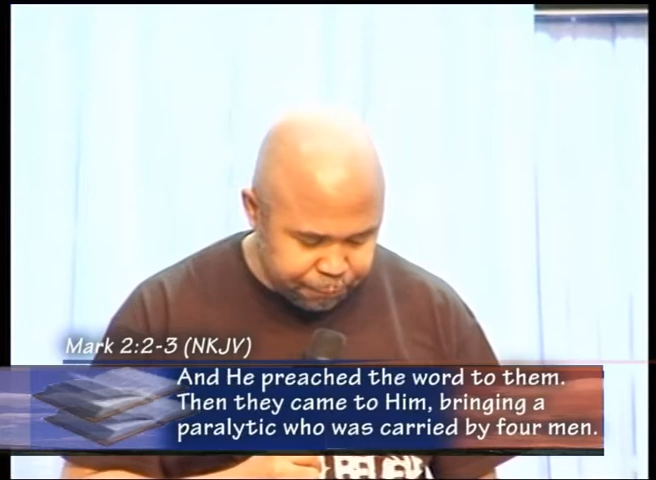 Mark 2:2-3 (NKJV)
And He preached the word to them.
Then they came to Him, bringing a
paralytic who was carried by four men.